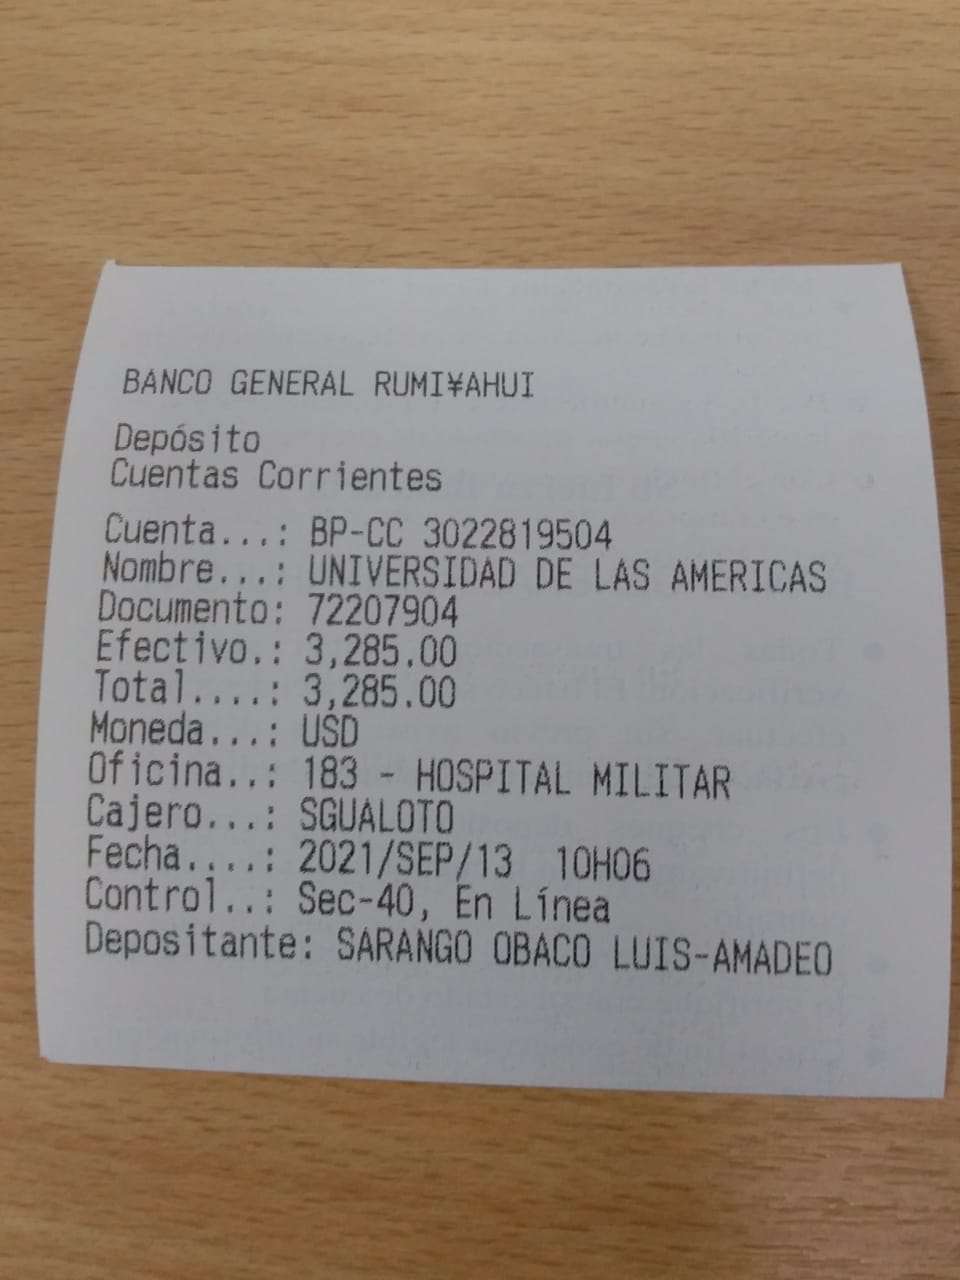 BANCO GENERAL RUMI¥AHUI
Depósito
Cuentas Corrientes
Cuenta...: BP-CC 3022819504
Nombre...: UNIVERSIDAD DE LAS AMERICAS
Documento: 72207904
Efectivo.: 3,285.00
Total....: 3,285.00
Moneda...: USD
Oficina..: 183 - HOSPITAL MILITAR
Cajero...: SGUALOTO
Fecha....: 2021/SEP/13 10H06
Control..: Sec-40, En Línea
Depositante: SARANGO OBACO LUIS-AMADEO